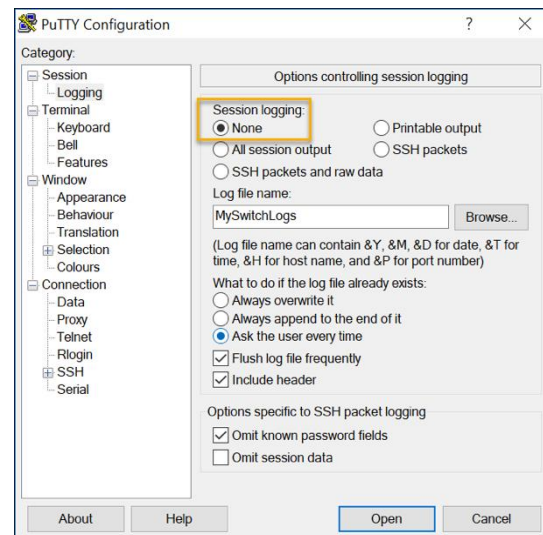 PuTTY Configuration ? ×
Category:
Session
Logging
Terminal
Keyboard
Bell
Features
Window
Appearance
Behaviour
Translation
Selection
Colours
Connection
Data
Proxy
Telnet
Rlogin
SSH
Serial
Options controlling session logging
Session logging:
None Printable output
All session output SSH packets
SSH packets and raw data
Log file name:
MySwitchLogs Browse...
(Log file name can contain &Y, &M, &D for date, &T for
time, &H for host name, and &P for port number)
What to do if the log file already exists:
Always overwrite it
Always append to the end of it
Ask the user every time
Flush log file frequently
Include header
Options specific to SSH packet logging
Omit known password fields
Omit session data
About Help Open Cancel